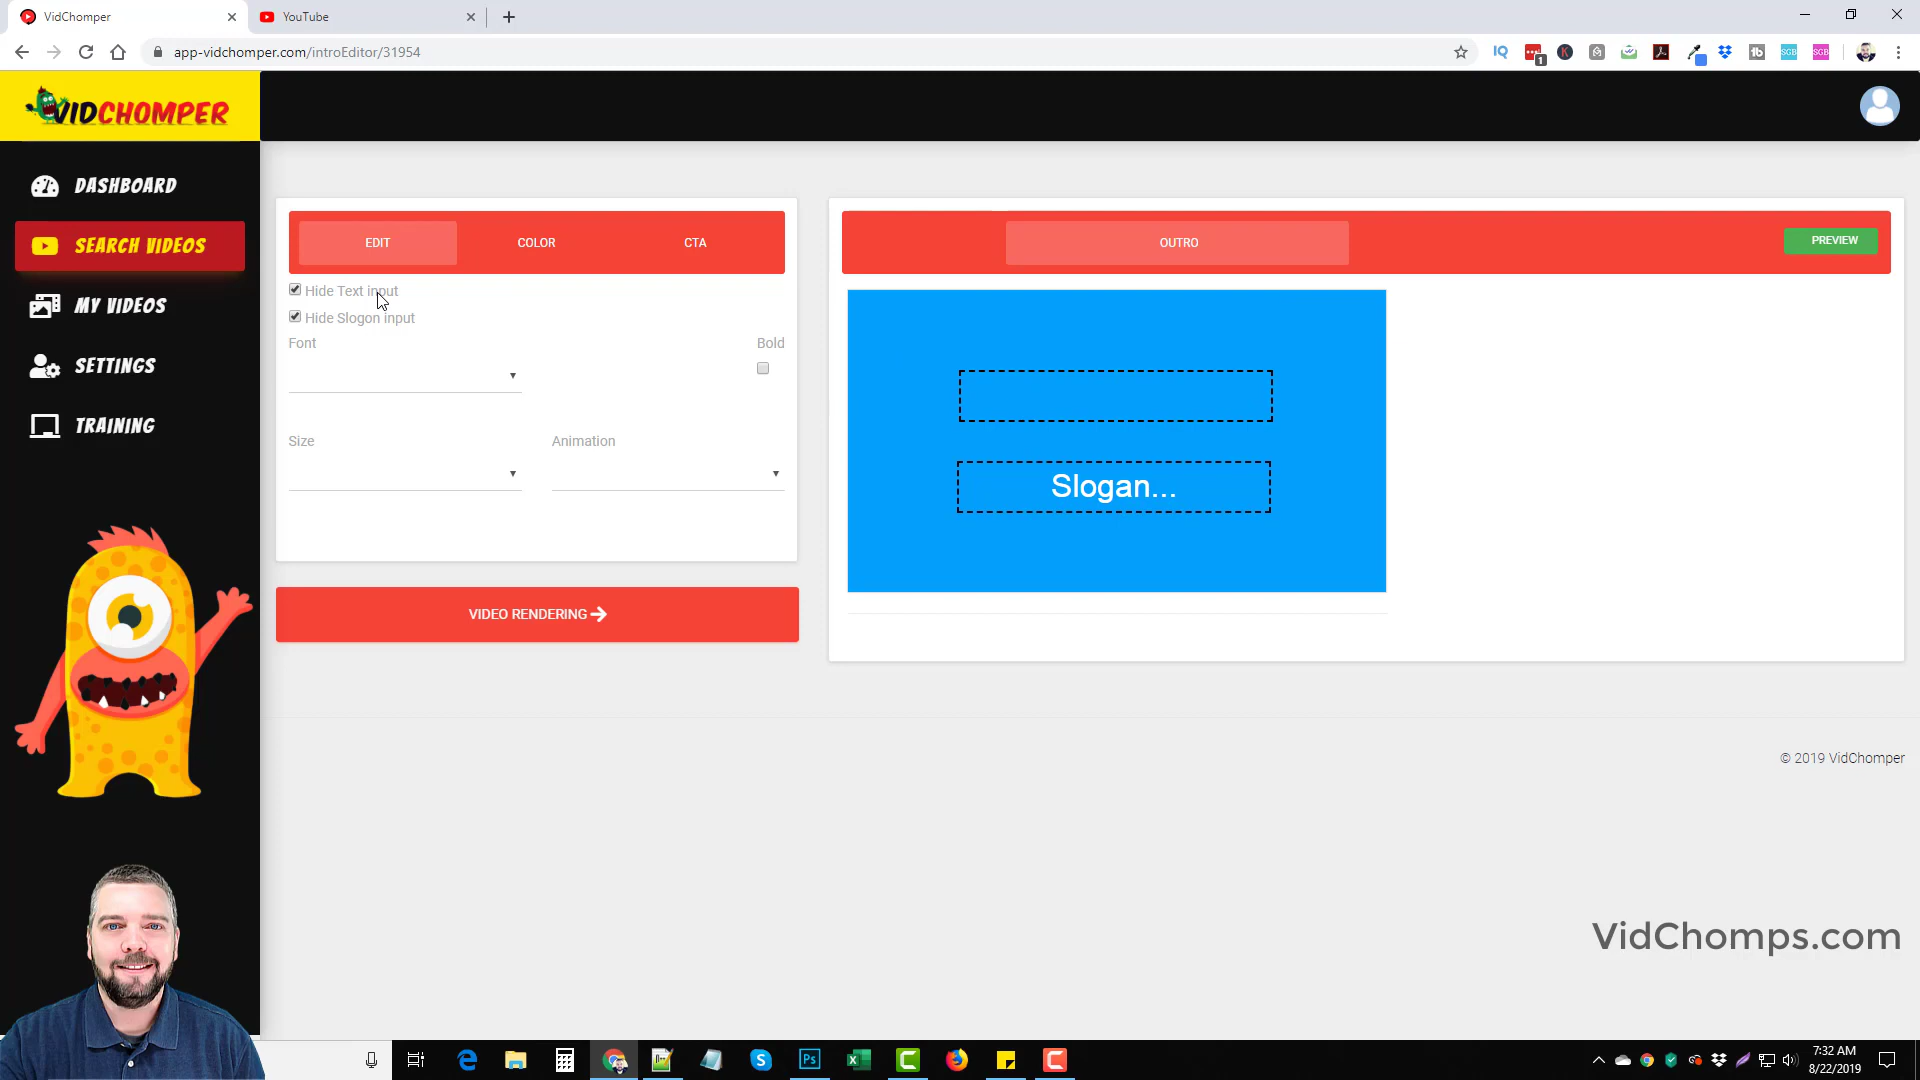 VidChomper
YouTube
app-vidchomper.com/introEditor/31954
VIDCHOMPER
DASHBOARD
SEARCH VIDEOS
MY VIDEOS
SETTINGS
TRAINING
EDIT
COLOR
CTA
Hide Text input
Hide Slogon input
Font
Bold
Size
Animation
VIDEO RENDERING
OUTRO
PREVIEW
Slogan...
© 2019 VidChomper
VidChomps.com
7:32 AM
8/22/2019